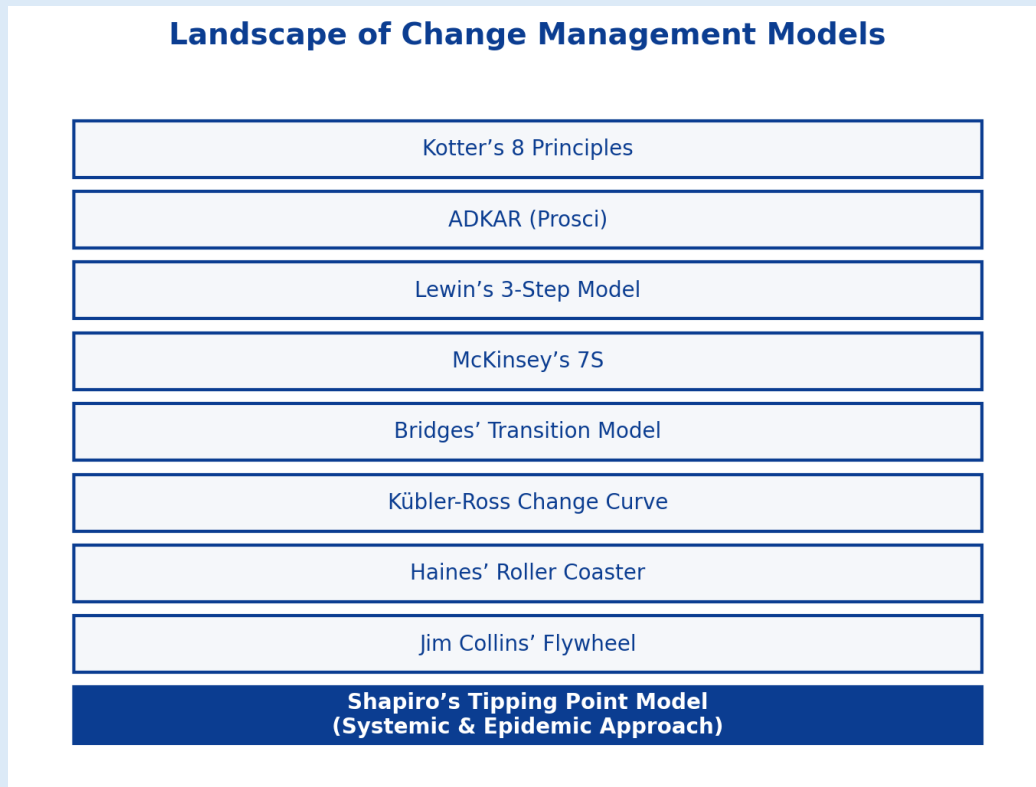 Landscape of Change Management Models
Kotter’s 8 Principles
ADKAR (Prosci)
Lewin’s 3-Step Model
McKinsey’s 7S
Bridges’ Transition Model
Kübler-Ross Change Curve
Haines’ Roller Coaster
Jim Collins’ Flywheel
Shapiro’s Tipping Point Model
(Systemic & Epidemic Approach)